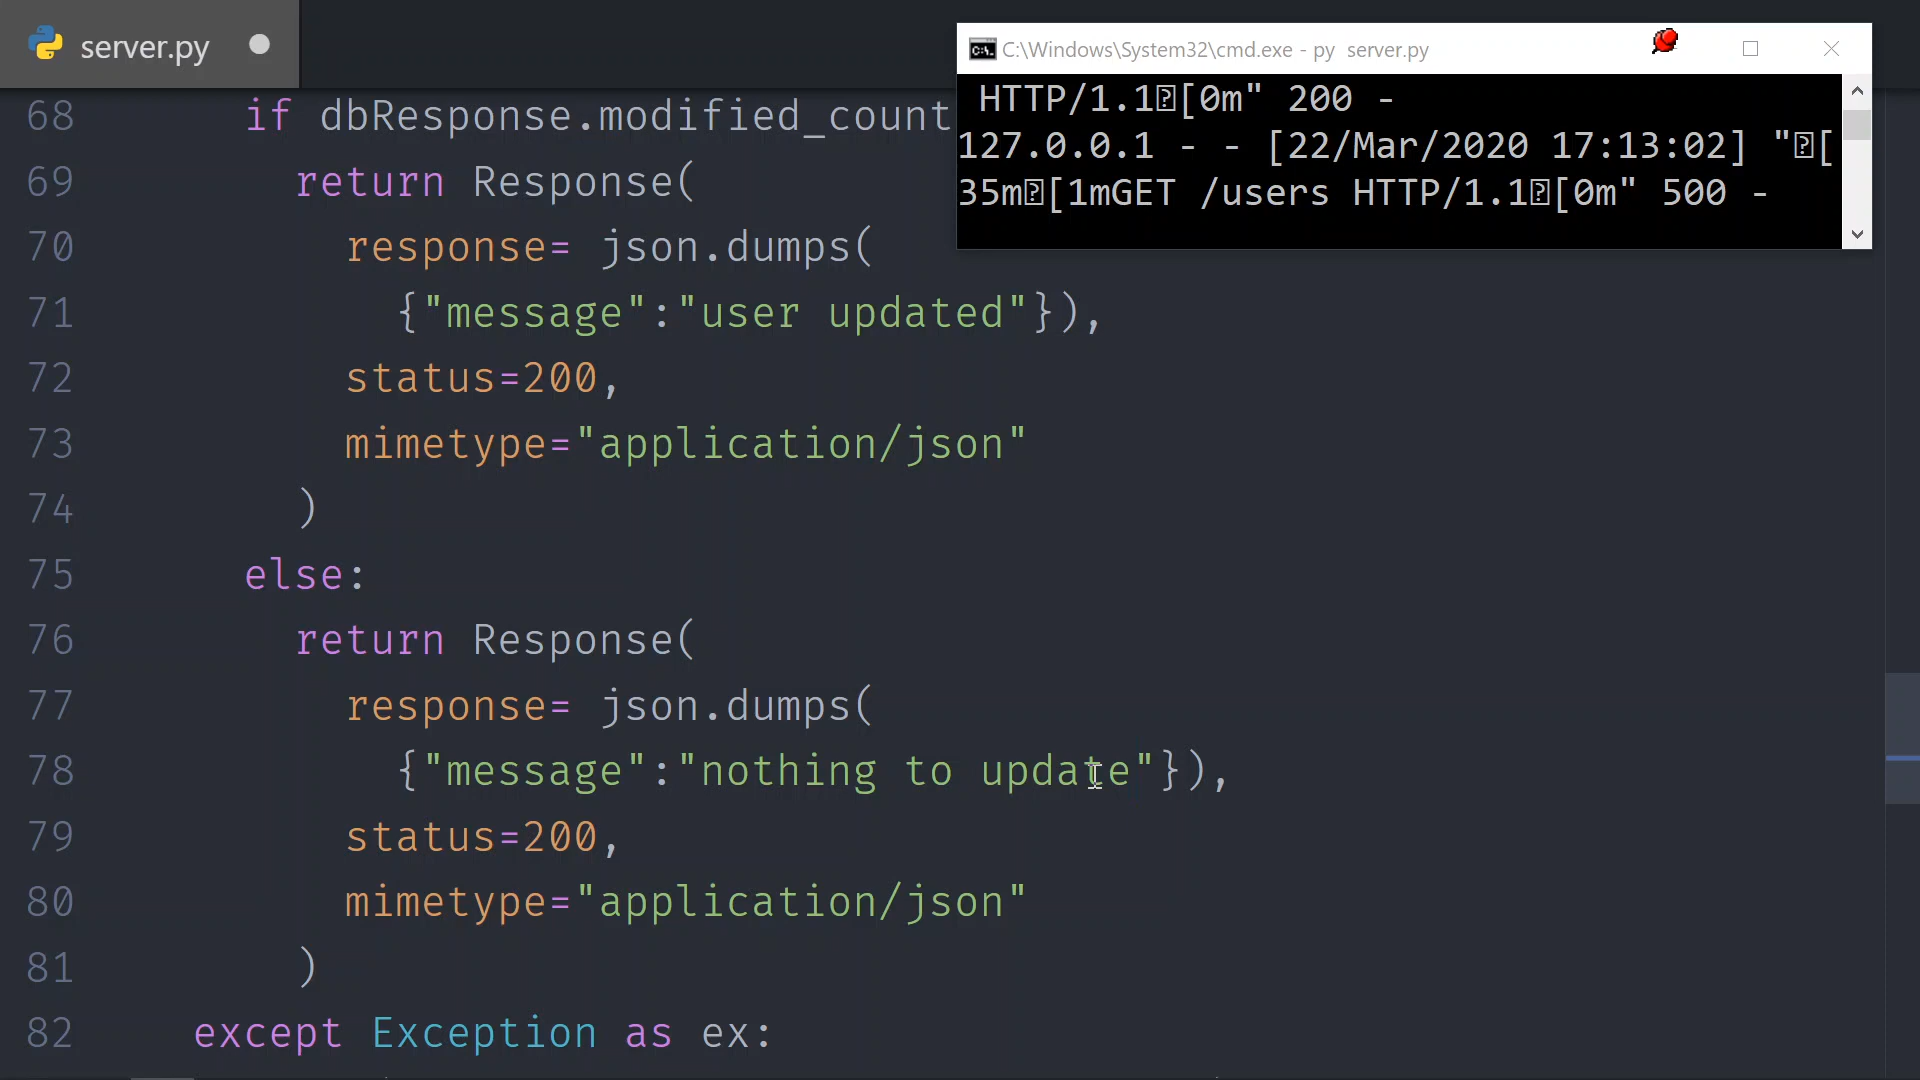 server.py
C:\Windows\System32\cmd.exe - py server.py
HTTP/1.1�[0m" 200 -
127.0.0.1 - - [22/Mar/2020 17:13:02] "�[
35m�[1mGET /users HTTP/1.1�[0m" 500 -
68 if dbResponse.modified_count
69 return Response(
70 response= json.dumps(
71 {"message":"user updated"}),
72 status=200,
73 mimetype="application/json"
74 )
75 else:
76 return Response(
77 response= json.dumps(
78 {"message":"nothing to update"}),
79 status=200,
80 mimetype="application/json"
81 )
82 except Exception as ex: